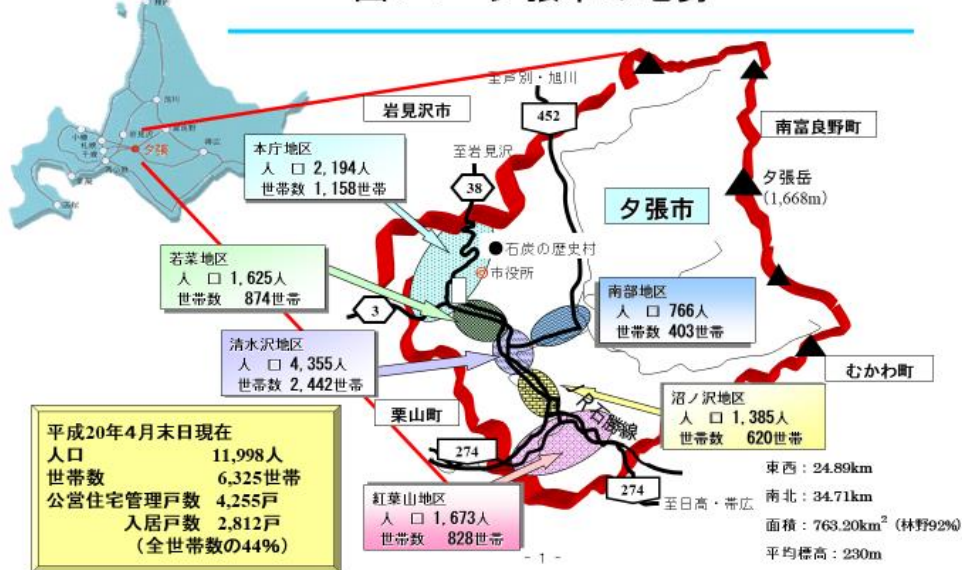 旭川
小樽
札幌
千歳
夕張
岩見沢市
至芦別・旭川
452
南富良野町
本庁地区
人 口 2,194人
世帯数 1,158世帯
至岩見沢
38
夕張岳
(1,668m)
夕張市
石炭の歴史村
市役所
若菜地区
人 口 1,625人
世帯数 874世帯
3
南部地区
人 口 766人
世帯数 403世帯
清水沢地区
人 口 4,355人
世帯数 2,442世帯
むかわ町
栗山町
沼ノ沢地区
人 口 1,385人
世帯数 620世帯
JR石勝線
平成20年4月末日現在
人口 11,998人
世帯数 6,325世帯
公営住宅管理戸数 4,255戸
入居戸数 2,812戸
(全世帯数の44%)
274
274
至日高・帯広
紅葉山地区
人 口 1,673人
世帯数 828世帯
東西：24.89km
南北：34.71km
面積：763.20km² (林野92%)
平均標高：230m
- 1 -